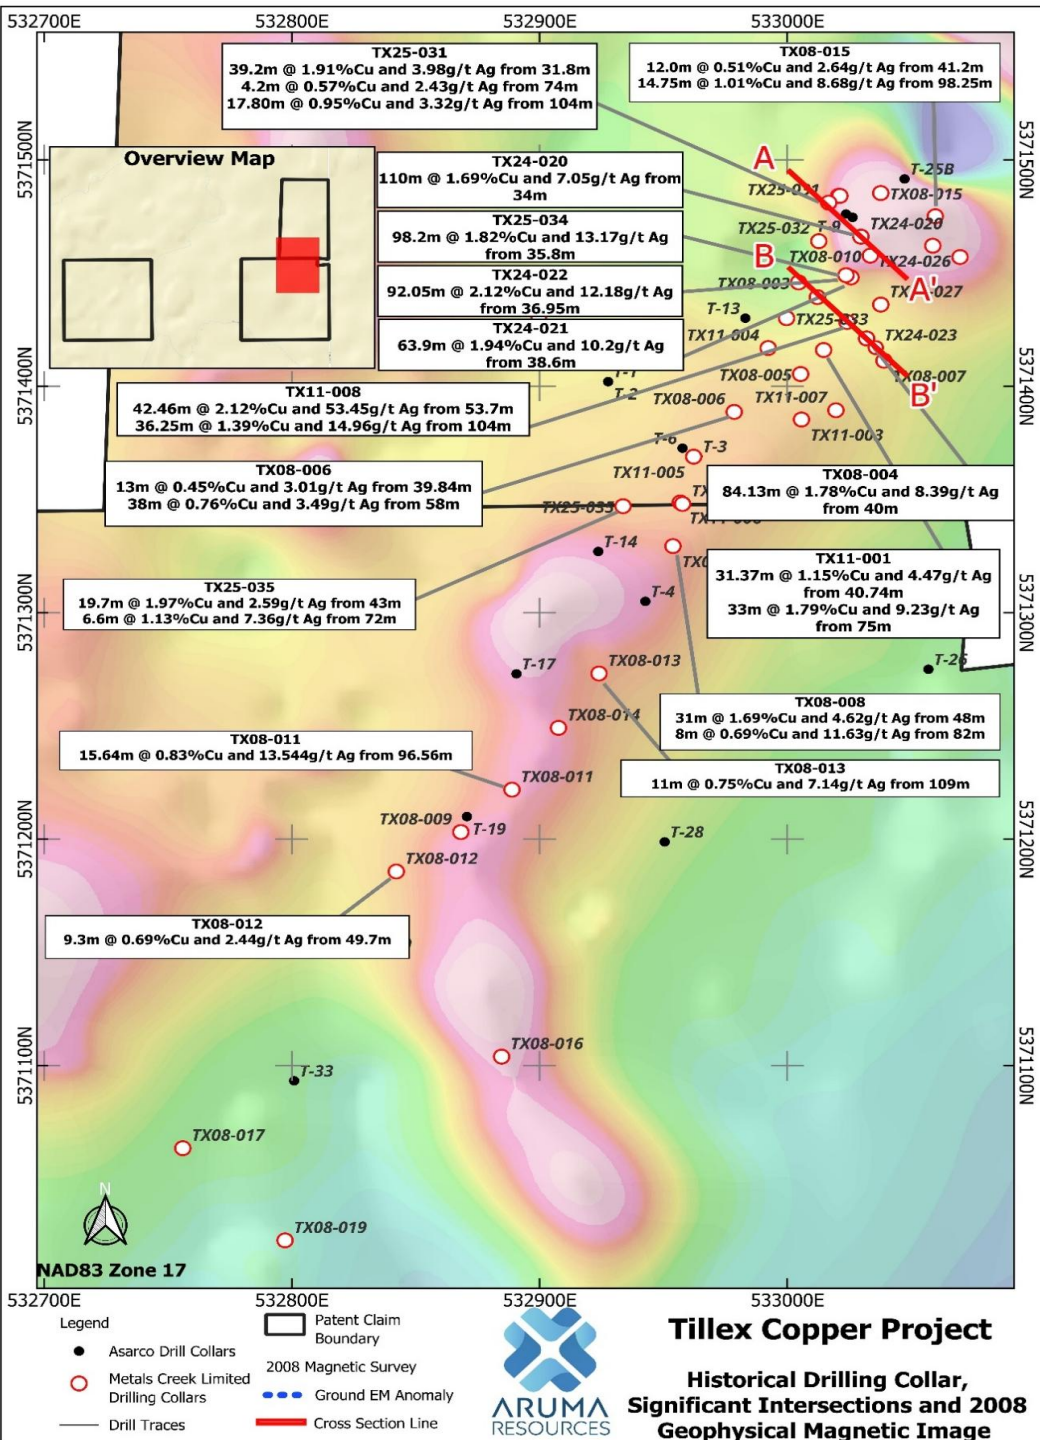 532700E 532800E 532900E 533000E
TX25-031
39.2m @ 1.91%Cu and 3.98g/t Ag from 31.8m
4.2m @ 0.57%Cu and 2.43g/t Ag from 74m
17.80m @ 0.95%Cu and 3.32g/t Ag from 104m
TX08-015
12.0m @ 0.51%Cu and 2.64g/t Ag from 41.2m
14.75m @ 1.01%Cu and 8.68g/t Ag from 98.25m
Overview Map
TX24-020
110m @ 1.69%Cu and 7.05g/t Ag from
34m
TX25-034
98.2m @ 1.82%Cu and 13.17g/t Ag
from 35.8m
TX24-022
92.05m @ 2.12%Cu and 12.18g/t Ag
from 36.95m
TX24-021
63.9m @ 1.94%Cu and 10.2g/t Ag
from 38.6m
TX11-008
42.46m @ 2.12%Cu and 53.45g/t Ag from 53.7m
36.25m @ 1.39%Cu and 14.96g/t Ag from 104m
TX08-006
13m @ 0.45%Cu and 3.01g/t Ag from 39.84m
38m @ 0.76%Cu and 3.49g/t Ag from 58m
TX08-004
84.13m @ 1.78%Cu and 8.39g/t Ag
from 40m
TX11-001
31.37m @ 1.15%Cu and 4.47g/t Ag
from 40.74m
33m @ 1.79%Cu and 9.23g/t Ag
from 75m
TX25-035
19.7m @ 1.97%Cu and 2.59g/t Ag from 43m
6.6m @ 1.13%Cu and 7.36g/t Ag from 72m
TX08-008
31m @ 1.69%Cu and 4.62g/t Ag from 48m
8m @ 0.69%Cu and 11.63g/t Ag from 82m
TX08-011
15.64m @ 0.83%Cu and 13.544g/t Ag from 96.56m
TX08-013
11m @ 0.75%Cu and 7.14g/t Ag from 109m
TX08-012
9.3m @ 0.69%Cu and 2.44g/t Ag from 49.7m
A
T-25B
TX25-031
TX08-015
T-9
TX24-020
TX25-032
B
TX08-010
TX24-026
TX08-003
A'
T-13
TX25-033
TX11-004
TX24-023
TX08-005
TX08-007
B'
T-1
T-2
TX08-006
TX11-007
TX11-003
T-6
T-3
TX11-005
TX25-035
T-14
T-4
T-17
TX08-013
T-26
TX08-014
TX08-011
TX08-009
T-19
T-28
TX08-012
TX08-016
T-33
TX08-017
TX08-019
5371500N
5371400N
5371300N
5371200N
5371100N
5371500N
5371400N
5371300N
5371200N
5371100N
N
NAD83 Zone 17
532700E 532800E 532900E 533000E
Legend
Asarco Drill Collars
Metals Creek Limited
Drilling Collars
Drill Traces
Patent Claim
Boundary
2008 Magnetic Survey
Ground EM Anomaly
Cross Section Line
ARUMA
RESOURCES
Tillex Copper Project
Historical Drilling Collar,
Significant Intersections and 2008
Geophysical Magnetic Image